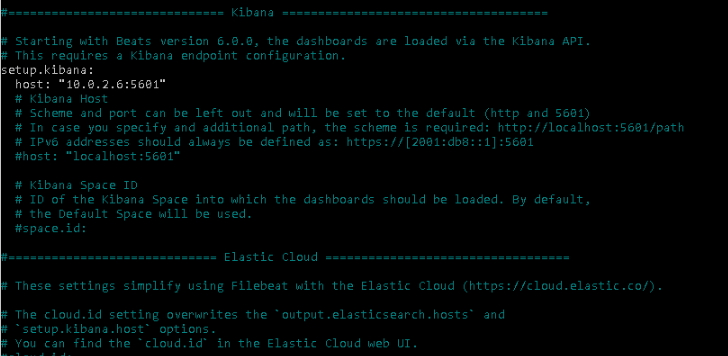 #============================== Kibana =====================================
# Starting with Beats version 6.0.0, the dashboards are loaded via the Kibana API.
# This requires a Kibana endpoint configuration.
setup.kibana:
  host: "10.0.2.6:5601"
  # Kibana Host
  # Scheme and port can be left out and will be set to the default (http and 5601)
  # In case you specify and additional path, the scheme is required: http://localhost:5601/path
  # IPv6 addresses should always be defined as: https://[2001:db8::1]:5601
  #host: "localhost:5601"
  # Kibana Space ID
  # ID of the Kibana Space into which the dashboards should be loaded. By default,
  # the Default Space will be used.
  #space.id:
#============================= Elastic Cloud ==================================
# These settings simplify using Filebeat with the Elastic Cloud (https://cloud.elastic.co/).
# The cloud.id setting overwrites the `output.elasticsearch.hosts` and
# `setup.kibana.host` options.
# You can find the `cloud.id` in the Elastic Cloud web UI.
#cloud.id: